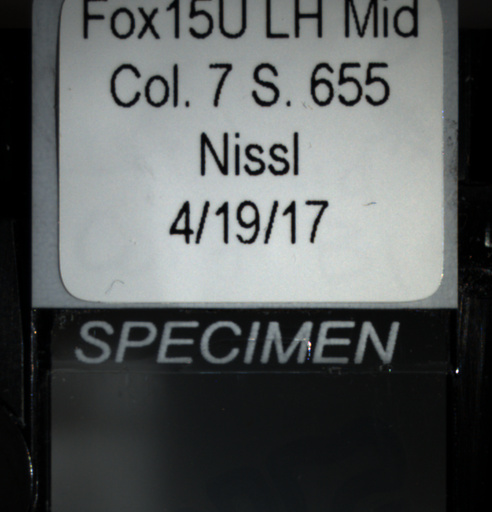 Fox15U LH Mid
Col. 7 S. 655
Nissl
4/19/17
SPECIMEN